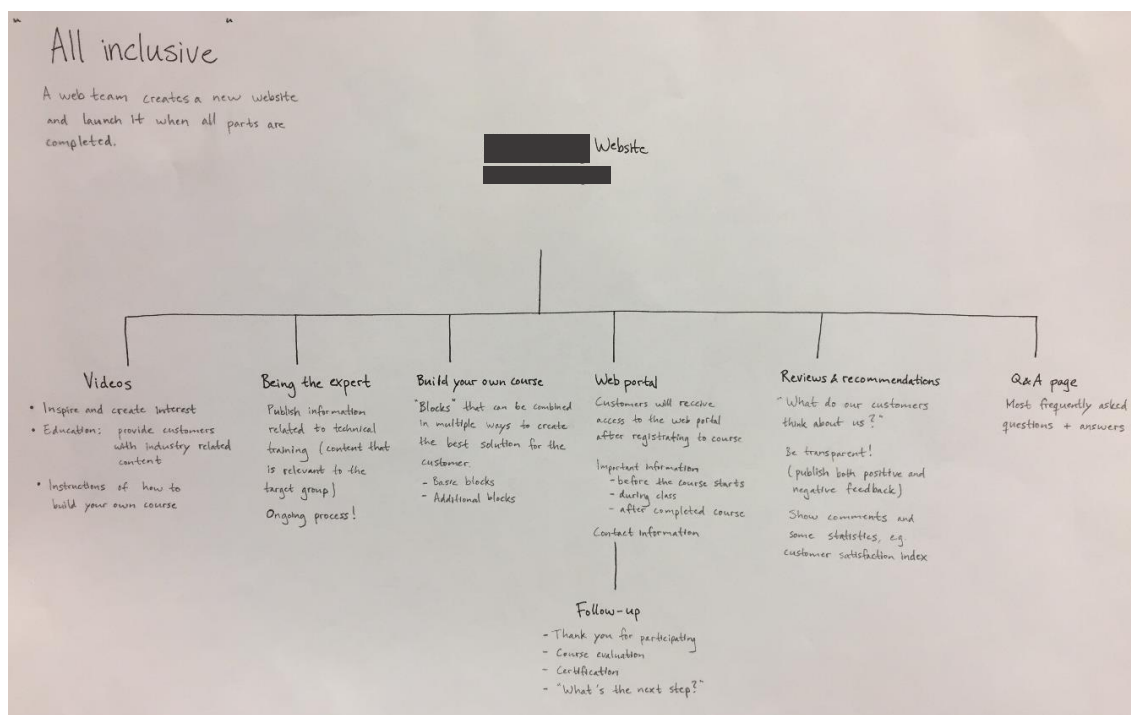 "All inclusive"
A web team creates a new website
and launch it when all parts are
completed.
Website
Videos
• Inspire and create interest
• Education; provide customers
with industry related
content
• Instructions of how to
build your own course
Being the expert
Publish information
related to technical
training (content that
is relevant to the
target group)
Ongoing process!
Build your own course
"Blocks" that can be combined
in multiple ways to create
the best solution for the
customer.
- Basic blocks
- Additional blocks
Web portal
Customers will receive
access to the web portal
after registrating to course
Important information
- before the course starts
- during class
- after completed course
Contact information
Follow-up
- Thank you for participating
- Course evaluation
- Certification
- "What's the next step?"
Reviews & recommendations
"What do our customers
think about us?"
Be transparent!
(publish both positive and
negative feedback)
Show comments and
some statistics, e.g.
customer satisfaction index
Q&A page
Most frequently asked
questions + answers